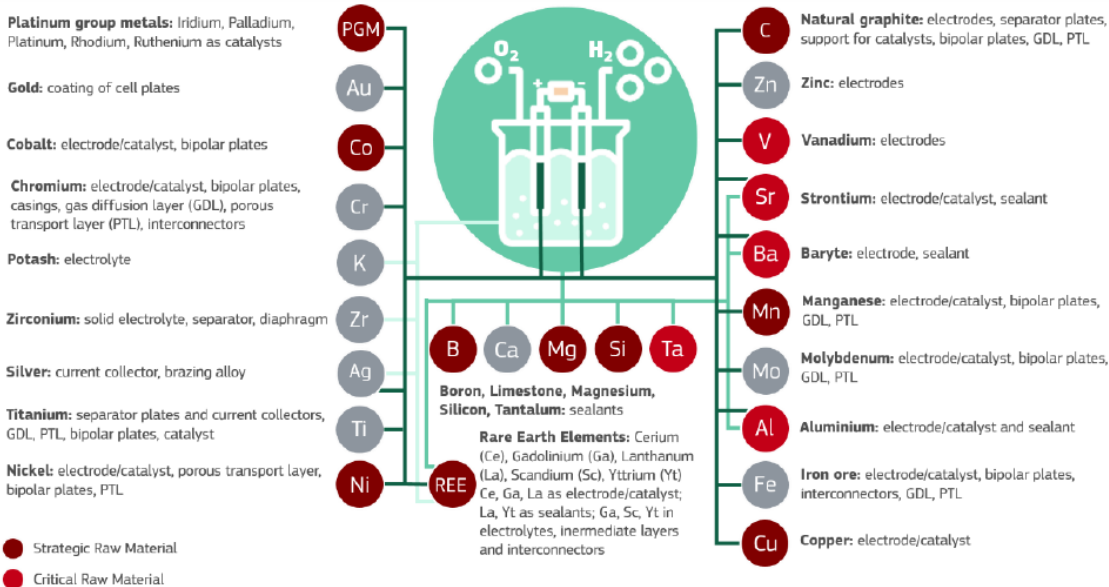 Platinum group metals: Iridium, Palladium,
Platinum, Rhodium, Ruthenium as catalysts
PGM
Gold: coating of cell plates
Au
Cobalt: electrode/catalyst, bipolar plates
Co
Chromium: electrode/catalyst, bipolar plates,
casings, gas diffusion layer (GDL), porous
transport layer (PTL), interconnectors
Cr
Potash: electrolyte
K
Zirconium: solid electrolyte, separator, diaphragm
Zr
Silver: current collector, brazing alloy
Ag
Titanium: separator plates and current collectors,
GDL, PTL, bipolar plates, catalyst
Ti
Nickel: electrode/catalyst, porous transport layer,
bipolar plates, PTL
Ni
Strategic Raw Material
Critical Raw Material
O₂
H₂
+
−
B
Ca
Mg
Si
Ta
Boron, Limestone, Magnesium,
Silicon, Tantalum: sealants
REE
Rare Earth Elements: Cerium
(Ce), Gadolinium (Ga), Lanthanum
(La), Scandium (Sc), Yttrium (Yt)
Ce, Ga, La as electrode/catalyst;
La, Yt as sealants; Ga, Sc, Yt in
electrolytes, inermediate layers
and interconnectors
C
Natural graphite: electrodes, separator plates,
support for catalysts, bipolar plates, GDL, PTL
Zn
Zinc: electrodes
V
Vanadium: electrodes
Sr
Strontium: electrode/catalyst, sealant
Ba
Baryte: electrode, sealant
Mn
Manganese: electrode/catalyst, bipolar plates,
GDL, PTL
Mo
Molybdenum: electrode/catalyst, bipolar plates,
GDL, PTL
Al
Aluminium: electrode/catalyst and sealant
Fe
Iron ore: electrode/catalyst, bipolar plates,
interconnectors, GDL, PTL
Cu
Copper: electrode/catalyst